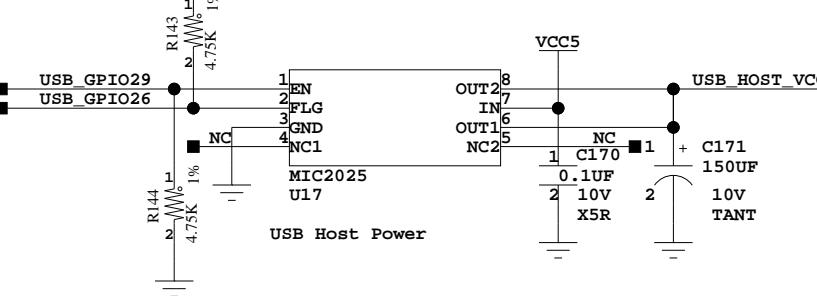 1
1%
R143
4.75K
2
VCC5
USB_GPIO29
1
EN
OUT2
8
USB_HOST_VC
USB_GPIO26
2
FLG
IN
7
3
GND
OUT1
6
NC
4
NC1
NC2
5
NC
1
+
C171
1
C170
150UF
MIC2025
0.1UF
U17
2
10V
2
10V
X5R
TANT
1
1%
R144
4.75K
2
USB Host Power